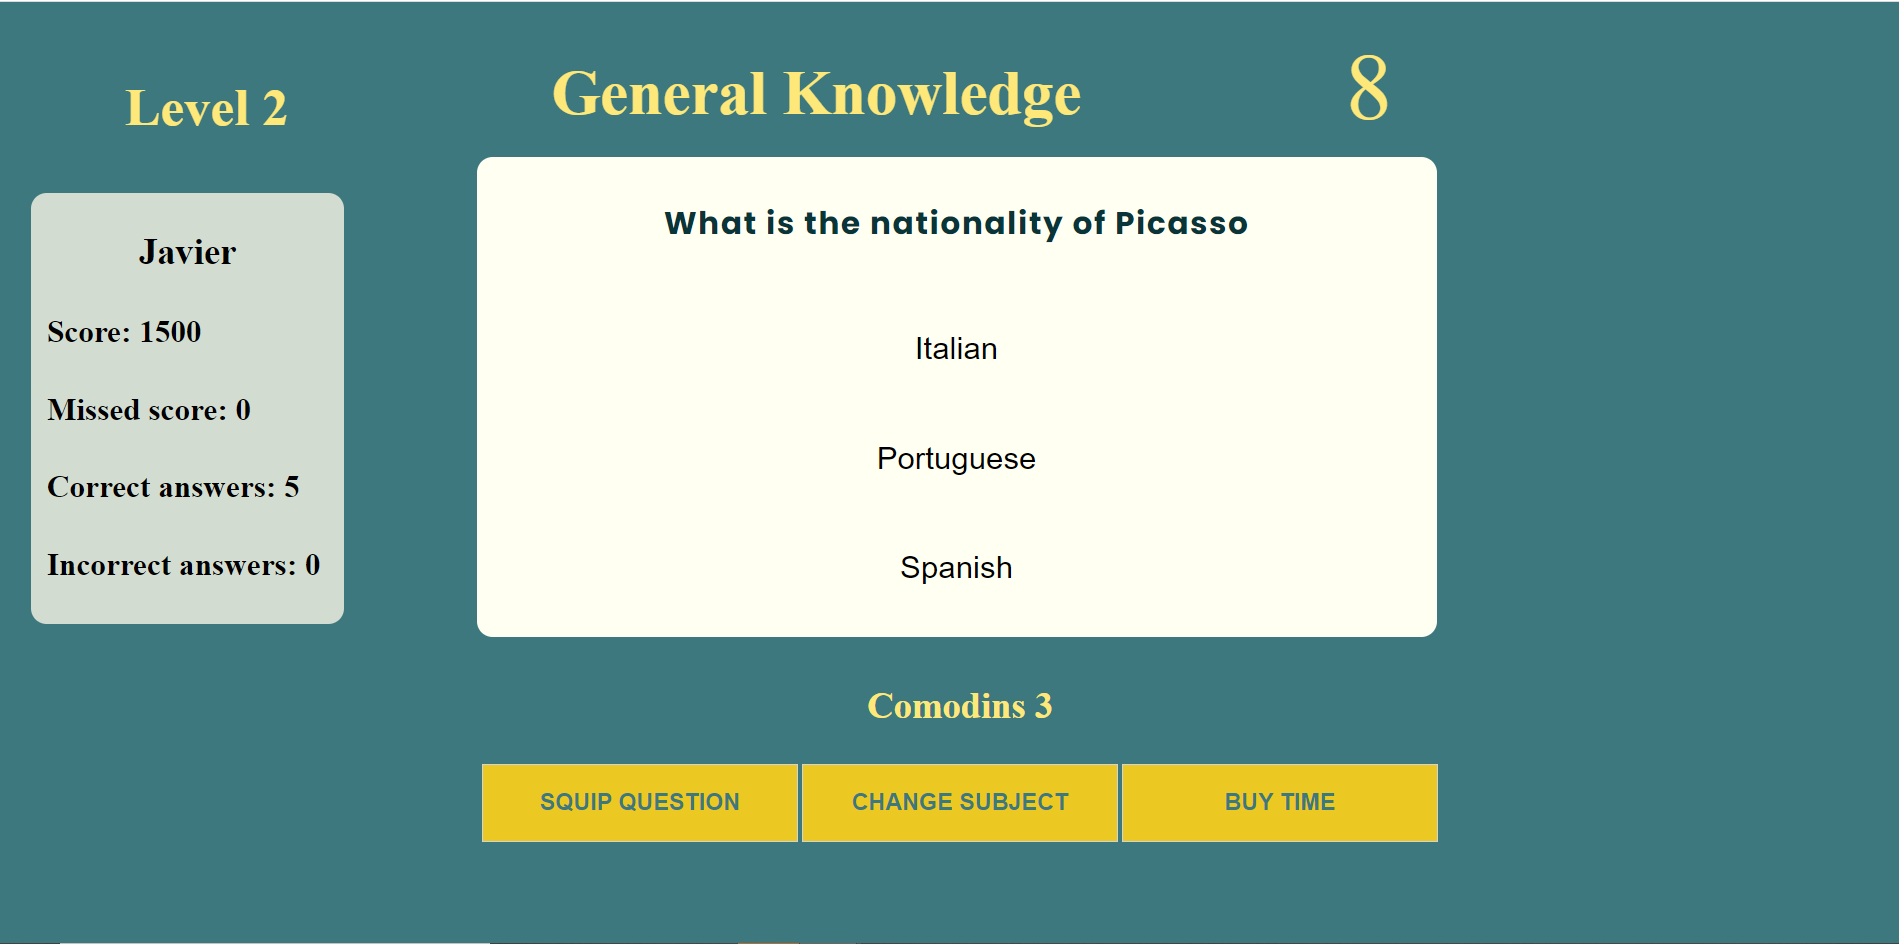 Level 2
General Knowledge
8
Javier
Score: 1500
Missed score: 0
Correct answers: 5
Incorrect answers: 0
What is the nationality of Picasso
Italian
Portuguese
Spanish
Comodins 3
SQUIP QUESTION
CHANGE SUBJECT
BUY TIME